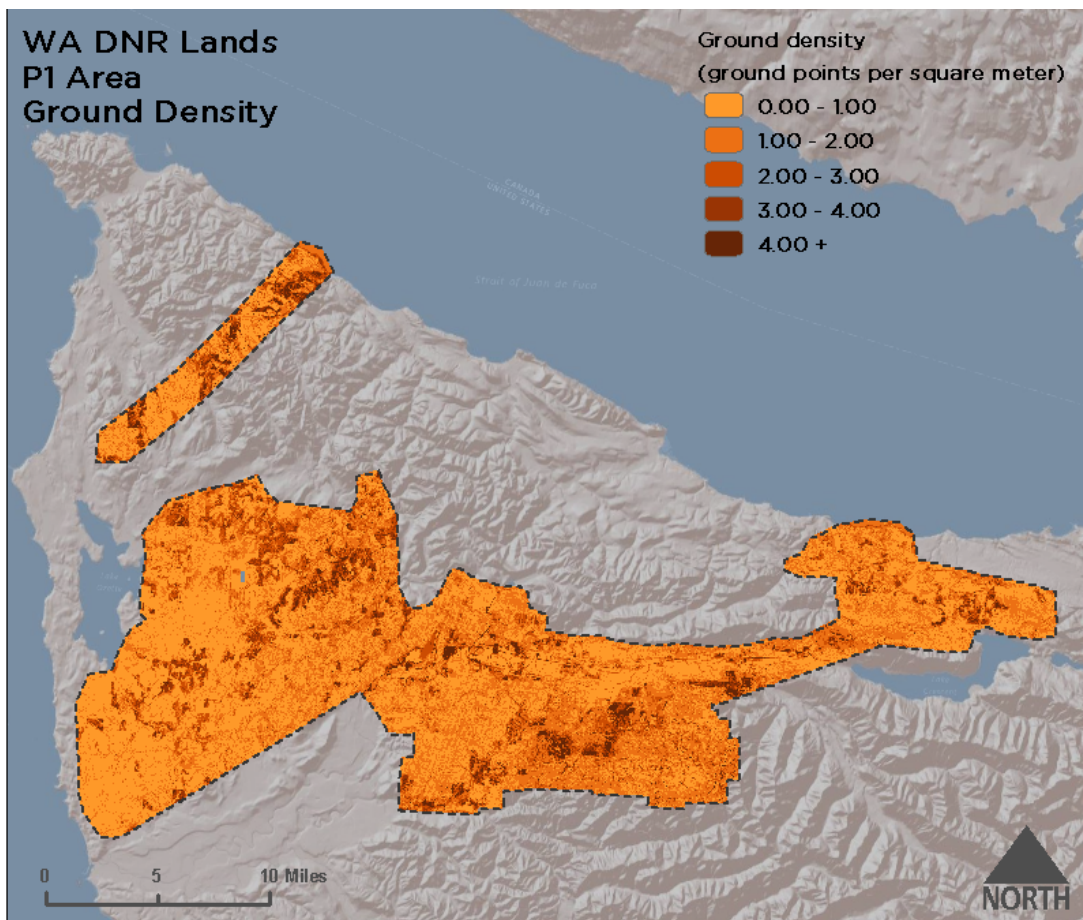 WA DNR Lands
P1 Area
Ground Density
Ground density
(ground points per square meter)
0.00 - 1.00
1.00 - 2.00
2.00 - 3.00
3.00 - 4.00
4.00 +
CANADA
UNITED STATES
Strait of Juan de Fuca
Lake
Lake
0 5 10 Miles
NORTH